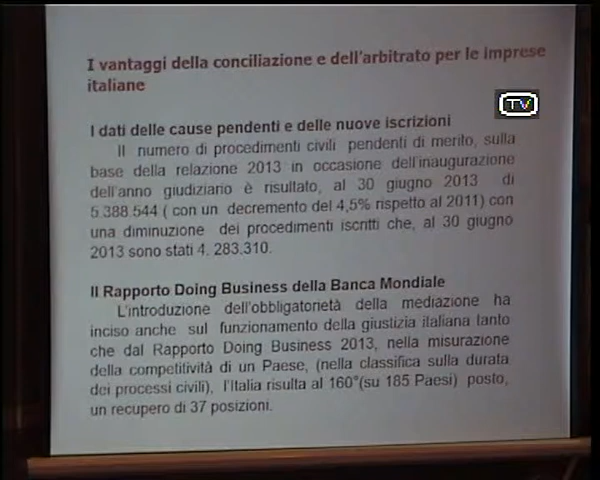 I vantaggi della conciliazione e dell'arbitrato per le imprese
italiane
TV
I dati delle cause pendenti e delle nuove iscrizioni
Il numero di procedimenti civili pendenti di merito, sulla
base della relazione 2013 in occasione dell'inaugurazione
dell'anno giudiziario è risultato, al 30 giugno 2013 di
5.388.544 ( con un decremento del 4,5% rispetto al 2011) con
una diminuzione dei procedimenti iscritti che, al 30 giugno
2013 sono stati 4. 283.310.
Il Rapporto Doing Business della Banca Mondiale
L'introduzione dell'obbligatorietà della mediazione ha
inciso anche sul funzionamento della giustizia italiana tanto
che dal Rapporto Doing Business 2013, nella misurazione
della competitività di un Paese, (nella classifica sulla durata
dei processi civili), l'Italia risulta al 160°(su 185 Paesi) posto,
un recupero di 37 posizioni.